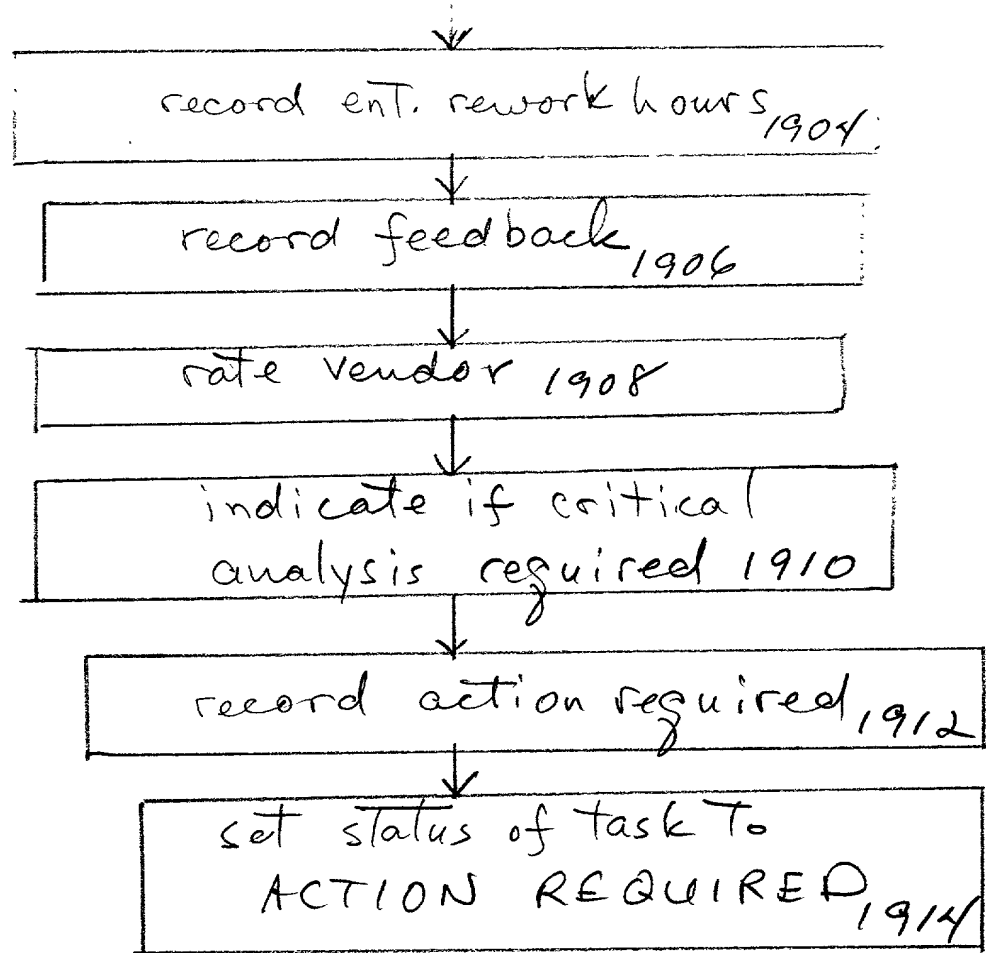 record ent. rework hours 1904
record feedback 1906
rate vendor 1908
indicate if critical
analysis required 1910
record action required 1912
set status of task to
ACTION REQUIRED 1914